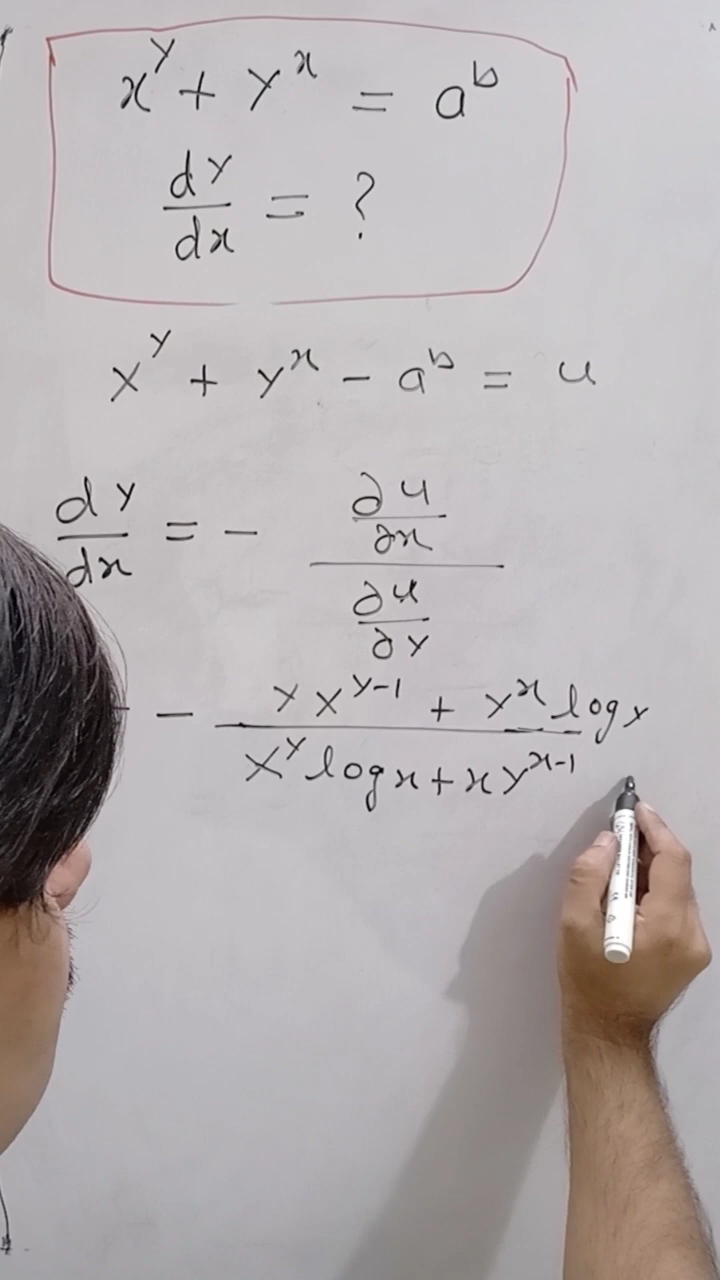 x^y + y^x = a^b
dy/dx = ?
x^y + y^x - a^b = u
dy/dx = - (∂u/∂x)/(∂u/∂y)
- (y x^(y-1) + y^x log y)/(x^y log x + x y^(x-1))